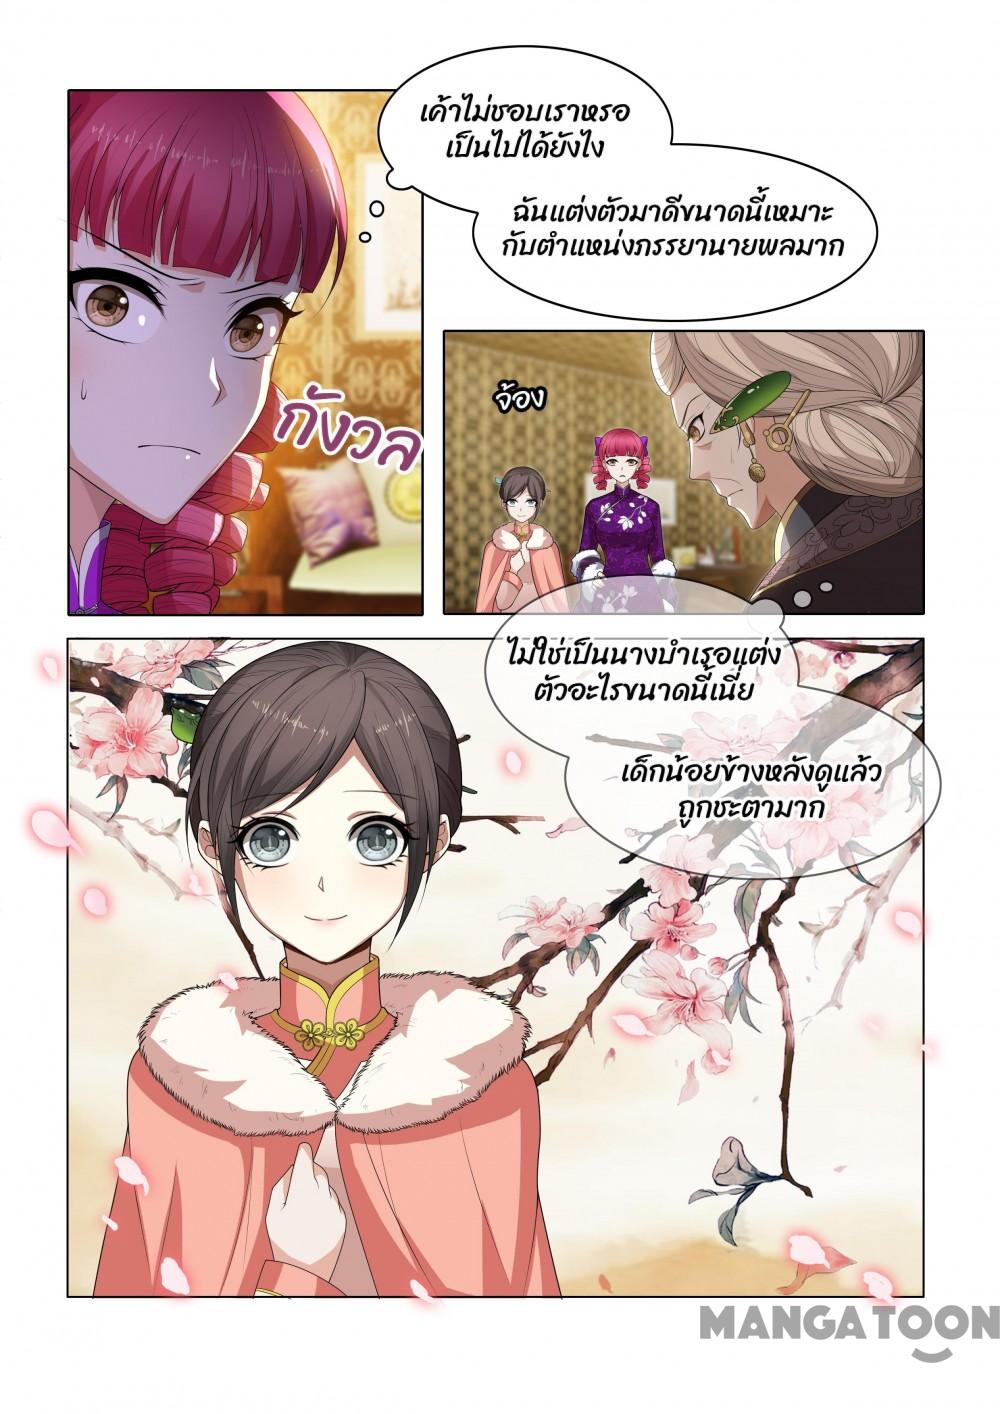 เค้าไม่ชอบเราหรอ
เป็นไปได้ยังไง
ฉันแต่งตัวมาดีขนาดนี้เหมาะ
กับตำแหน่งภรรยานายพลมาก
กังวล
จ้อง
ไม่ใช่เป็นนางบำเรอแต่ง
ตัวอะไรขนาดนี้เนี่ย
เด็กน้อยข้างหลังดูแล้ว
ถูกชะตามาก
MANGATOON